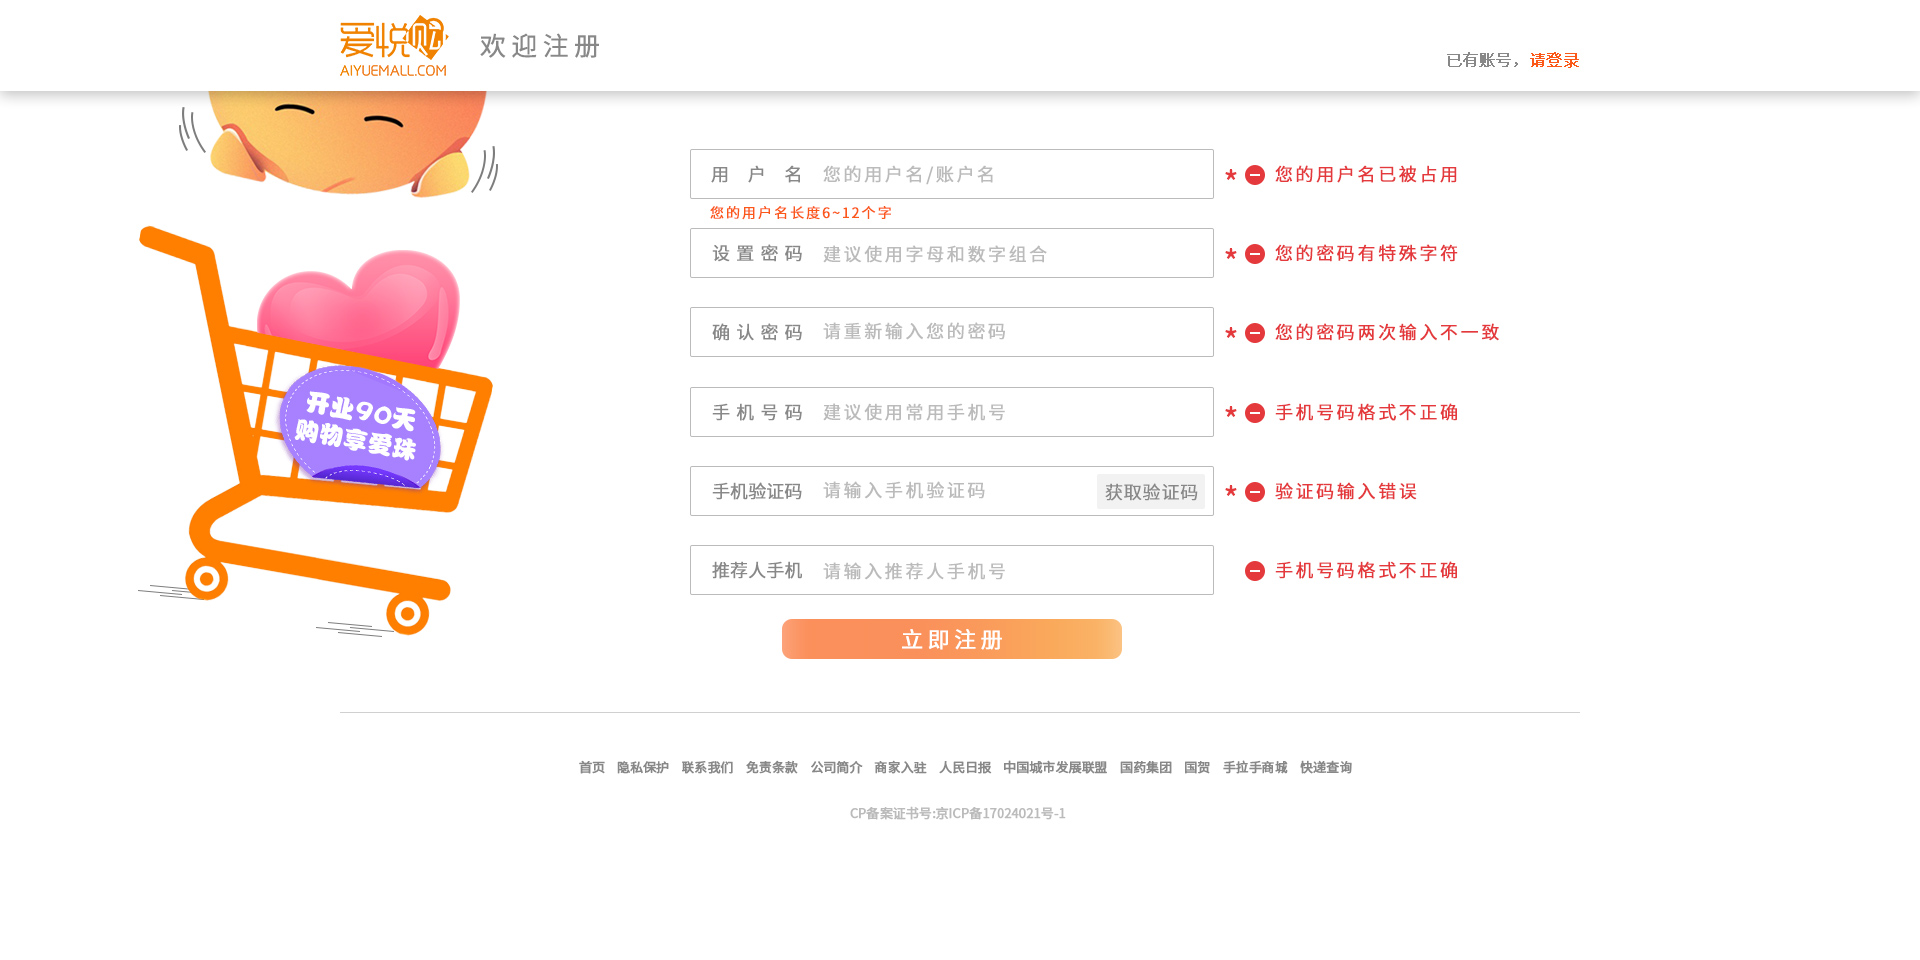 爱悦
AIYUEMALL.COM
欢迎注册
已有账号，请登录
用户名 您的用户名/账户名 * 您的用户名已被占用
您的用户名长度6~12个字
设置密码 建议使用字母和数字组合 * 您的密码有特殊字符
确认密码 请重新输入您的密码 * 您的密码两次输入不一致
手机号码 建议使用常用手机号 * 手机号码格式不正确
手机验证码 请输入手机验证码 获取验证码 * 验证码输入错误
推荐人手机 请输入推荐人手机号 手机号码格式不正确
立即注册
开业90天
购物享爱珠
首页 隐私保护 联系我们 免责条款 公司简介 商家入驻 人民日报 中国城市发展联盟 国药集团 国贺 手拉手商城 快递查询
CP备案证书号:京ICP备17024021号-1